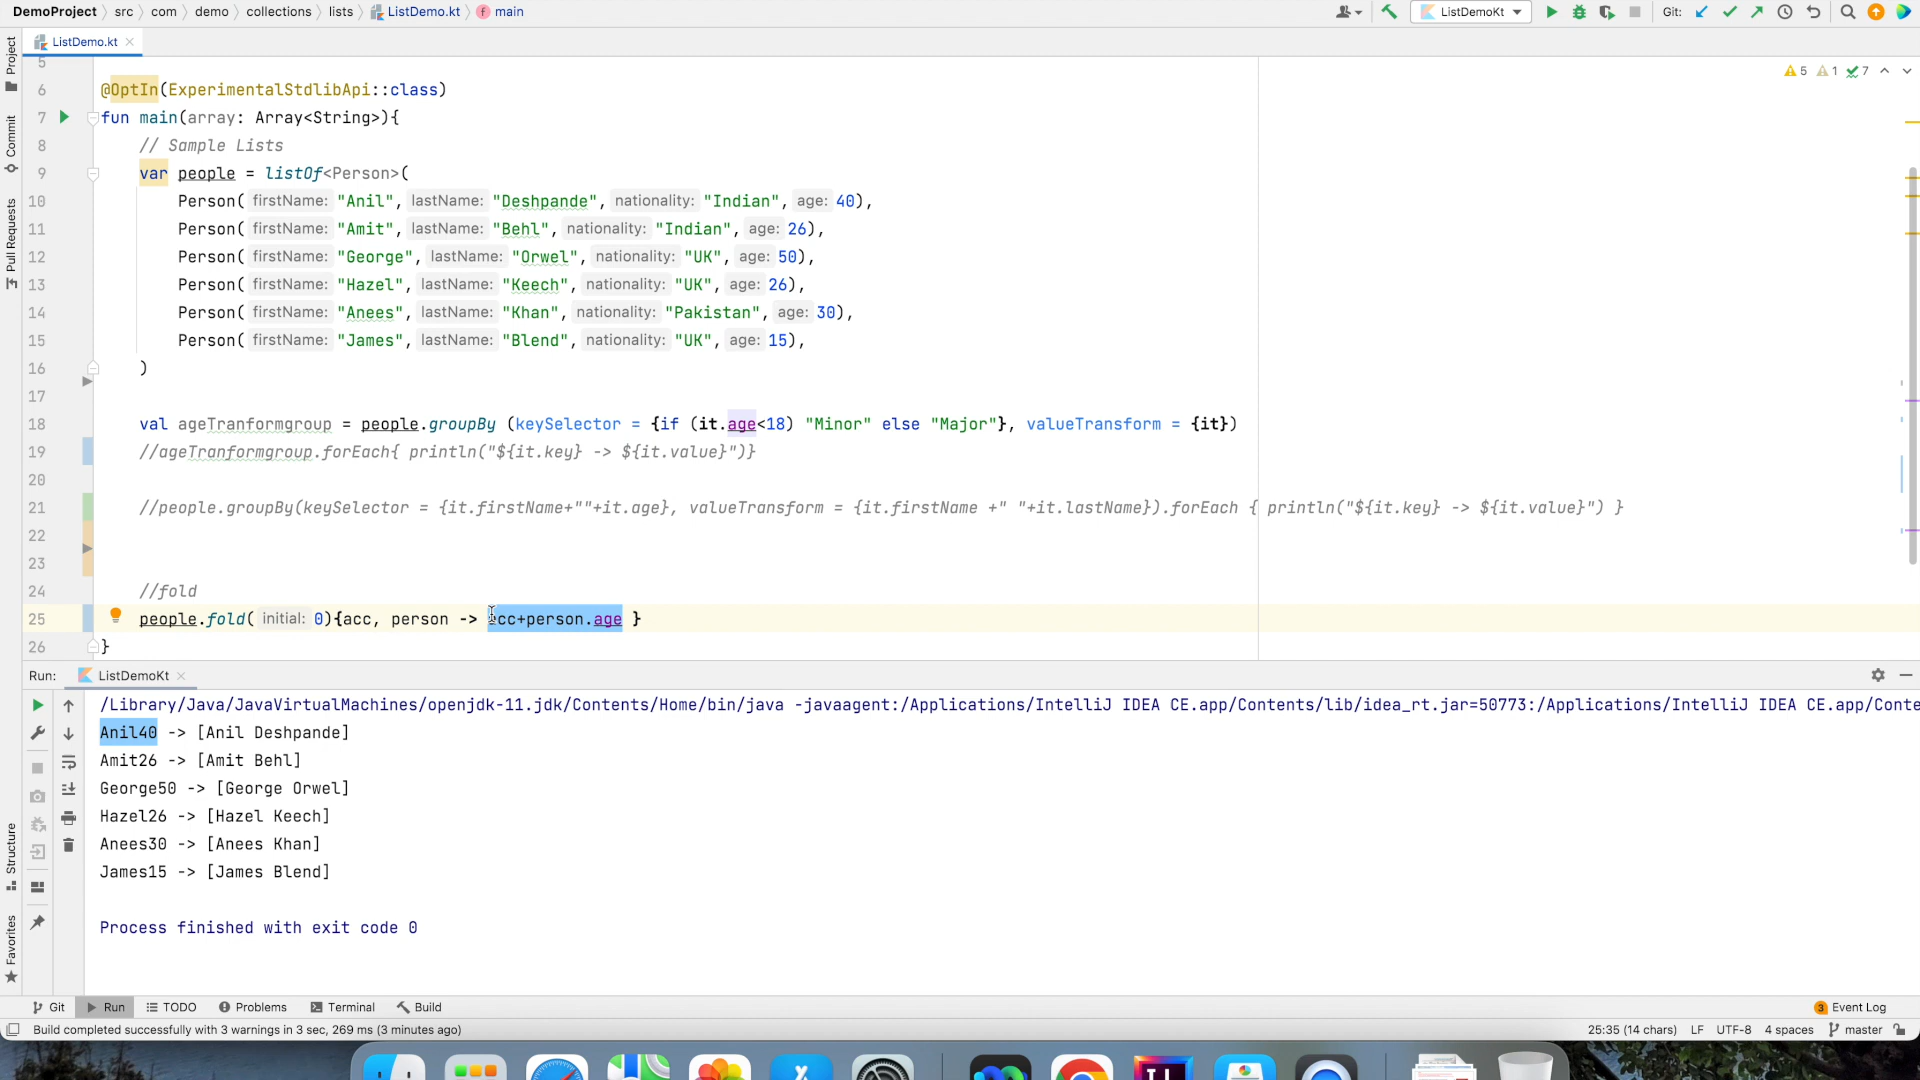 DemoProject src com demo collections lists ListDemo.kt main ListDemoKt Git:
ListDemo.kt
5 1 7
5
6 @OptIn(ExperimentalStdlibApi::class)
7 fun main(array: Array<String>){
8 // Sample Lists
9 var people = listOf<Person>(
10 Person( firstName: "Anil", lastName: "Deshpande", nationality: "Indian", age: 40),
11 Person( firstName: "Amit", lastName: "Behl", nationality: "Indian", age: 26),
12 Person( firstName: "George", lastName: "Orwel", nationality: "UK", age: 50),
13 Person( firstName: "Hazel", lastName: "Keech", nationality: "UK", age: 26),
14 Person( firstName: "Anees", lastName: "Khan", nationality: "Pakistan", age: 30),
15 Person( firstName: "James", lastName: "Blend", nationality: "UK", age: 15),
16 )
17
18 val ageTranformgroup = people.groupBy (keySelector = {if (it.age<18) "Minor" else "Major"}, valueTransform = {it})
19 //ageTranformgroup.forEach{ println("${it.key} -> ${it.value}")}
20
21 //people.groupBy(keySelector = {it.firstName+""+it.age}, valueTransform = {it.firstName +" "+it.lastName}).forEach { println("${it.key} -> ${it.value}") }
22
23
24 //fold
25 people.fold( initial: 0){acc, person -> acc+person.age }
26 }
Project
Commit
Pull Requests
Structure
Favorites
Run: ListDemoKt
/Library/Java/JavaVirtualMachines/openjdk-11.jdk/Contents/Home/bin/java -javaagent:/Applications/IntelliJ IDEA CE.app/Contents/lib/idea_rt.jar=50773:/Applications/IntelliJ IDEA CE.app/Conte
Anil40 -> [Anil Deshpande]
Amit26 -> [Amit Behl]
George50 -> [George Orwel]
Hazel26 -> [Hazel Keech]
Anees30 -> [Anees Khan]
James15 -> [James Blend]
Process finished with exit code 0
Git Run TODO Problems Terminal Build 3 Event Log
Build completed successfully with 3 warnings in 3 sec, 269 ms (3 minutes ago) 25:35 (14 chars) LF UTF-8 4 spaces master